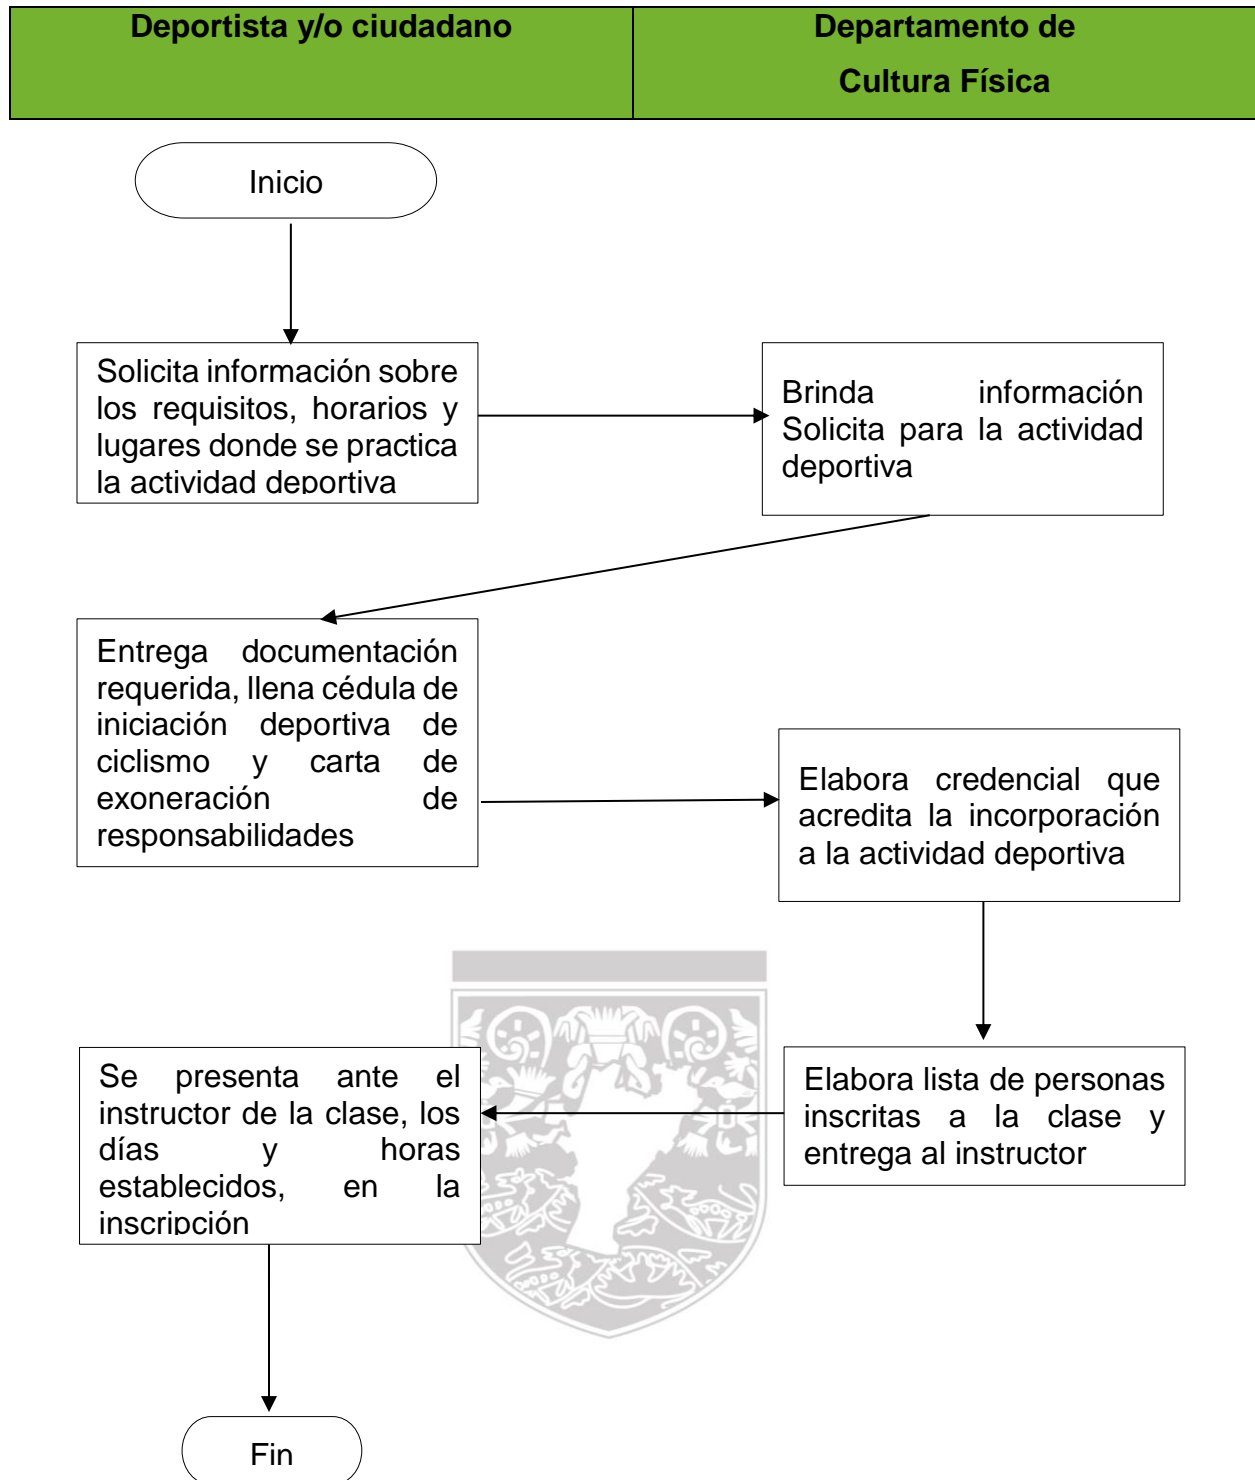 Deportista y/o ciudadano
Departamento de
Cultura Física
Inicio
Solicita información sobre
los requisitos, horarios y
lugares donde se practica
la actividad deportiva
Brinda información
Solicita para la actividad
deportiva
Entrega documentación
requerida, llena cédula de
iniciación deportiva de
ciclismo y carta de
exoneración de
responsabilidades
Elabora credencial que
acredita la incorporación
a la actividad deportiva
Elabora lista de personas
inscritas a la clase y
entrega al instructor
Se presenta ante el
instructor de la clase, los
días y horas
establecidos, en la
inscripción
Fin